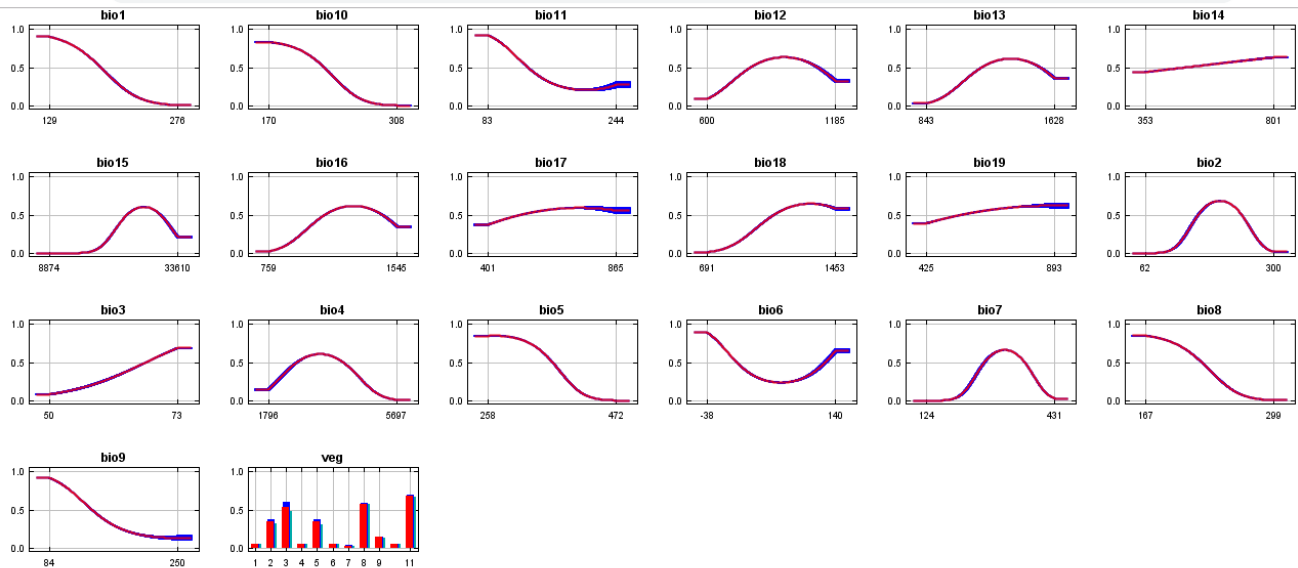 bio1 bio10 bio11 bio12 bio13 bio14
1.0 1.0 1.0 1.0 1.0 1.0
0.5 0.5 0.5 0.5 0.5 0.5
0.0 0.0 0.0 0.0 0.0 0.0
129 276 170 308 83 244 600 1185 843 1628 353 801
bio15 bio16 bio17 bio18 bio19 bio2
1.0 1.0 1.0 1.0 1.0 1.0
0.5 0.5 0.5 0.5 0.5 0.5
0.0 0.0 0.0 0.0 0.0 0.0
8874 33610 759 1545 401 865 691 1453 425 893 62 300
bio3 bio4 bio5 bio6 bio7 bio8
1.0 1.0 1.0 1.0 1.0 1.0
0.5 0.5 0.5 0.5 0.5 0.5
0.0 0.0 0.0 0.0 0.0 0.0
50 73 1796 5697 258 472 -38 140 124 431 167 299
bio9 veg
1.0 1.0
0.5 0.5
0.0 0.0
84 250 1 2 3 4 5 6 7 8 9 11